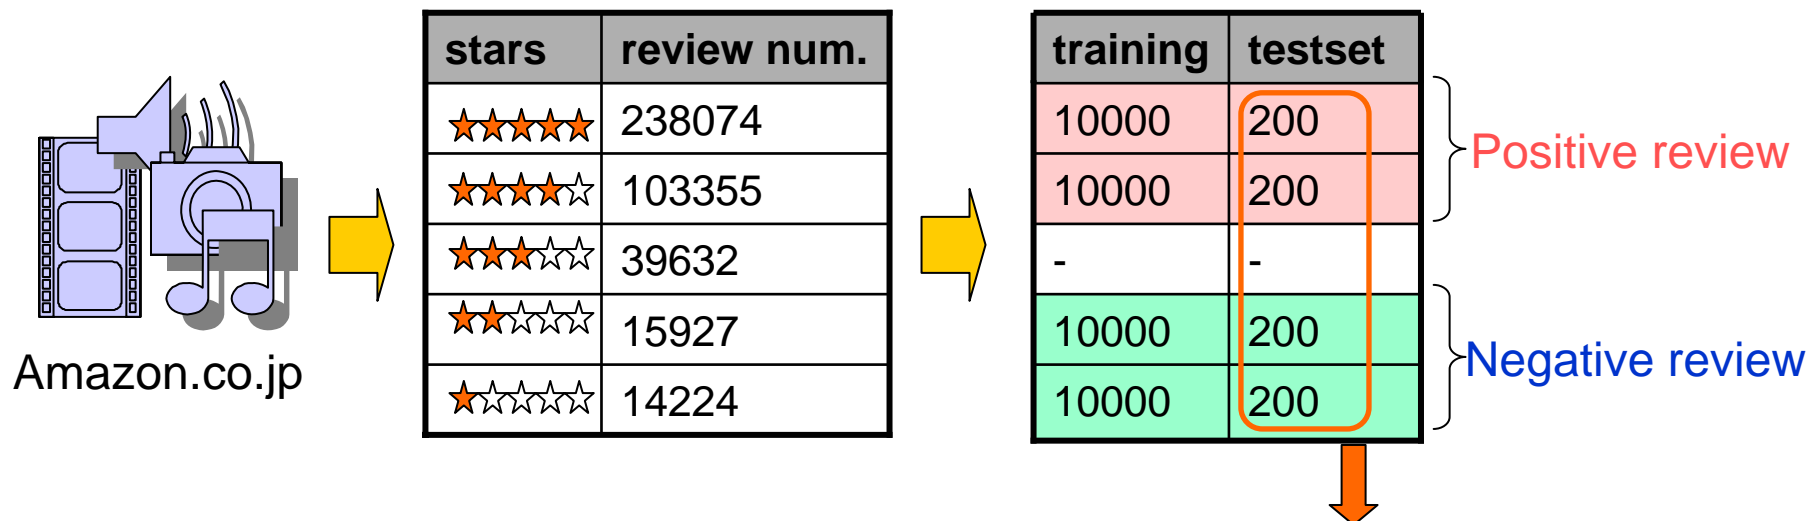 stars review num. training testset
238074 10000 200
103355 10000 200
Positive review
39632 - -
15927 10000 200
14224 10000 200
Negative review
Amazon.co.jp